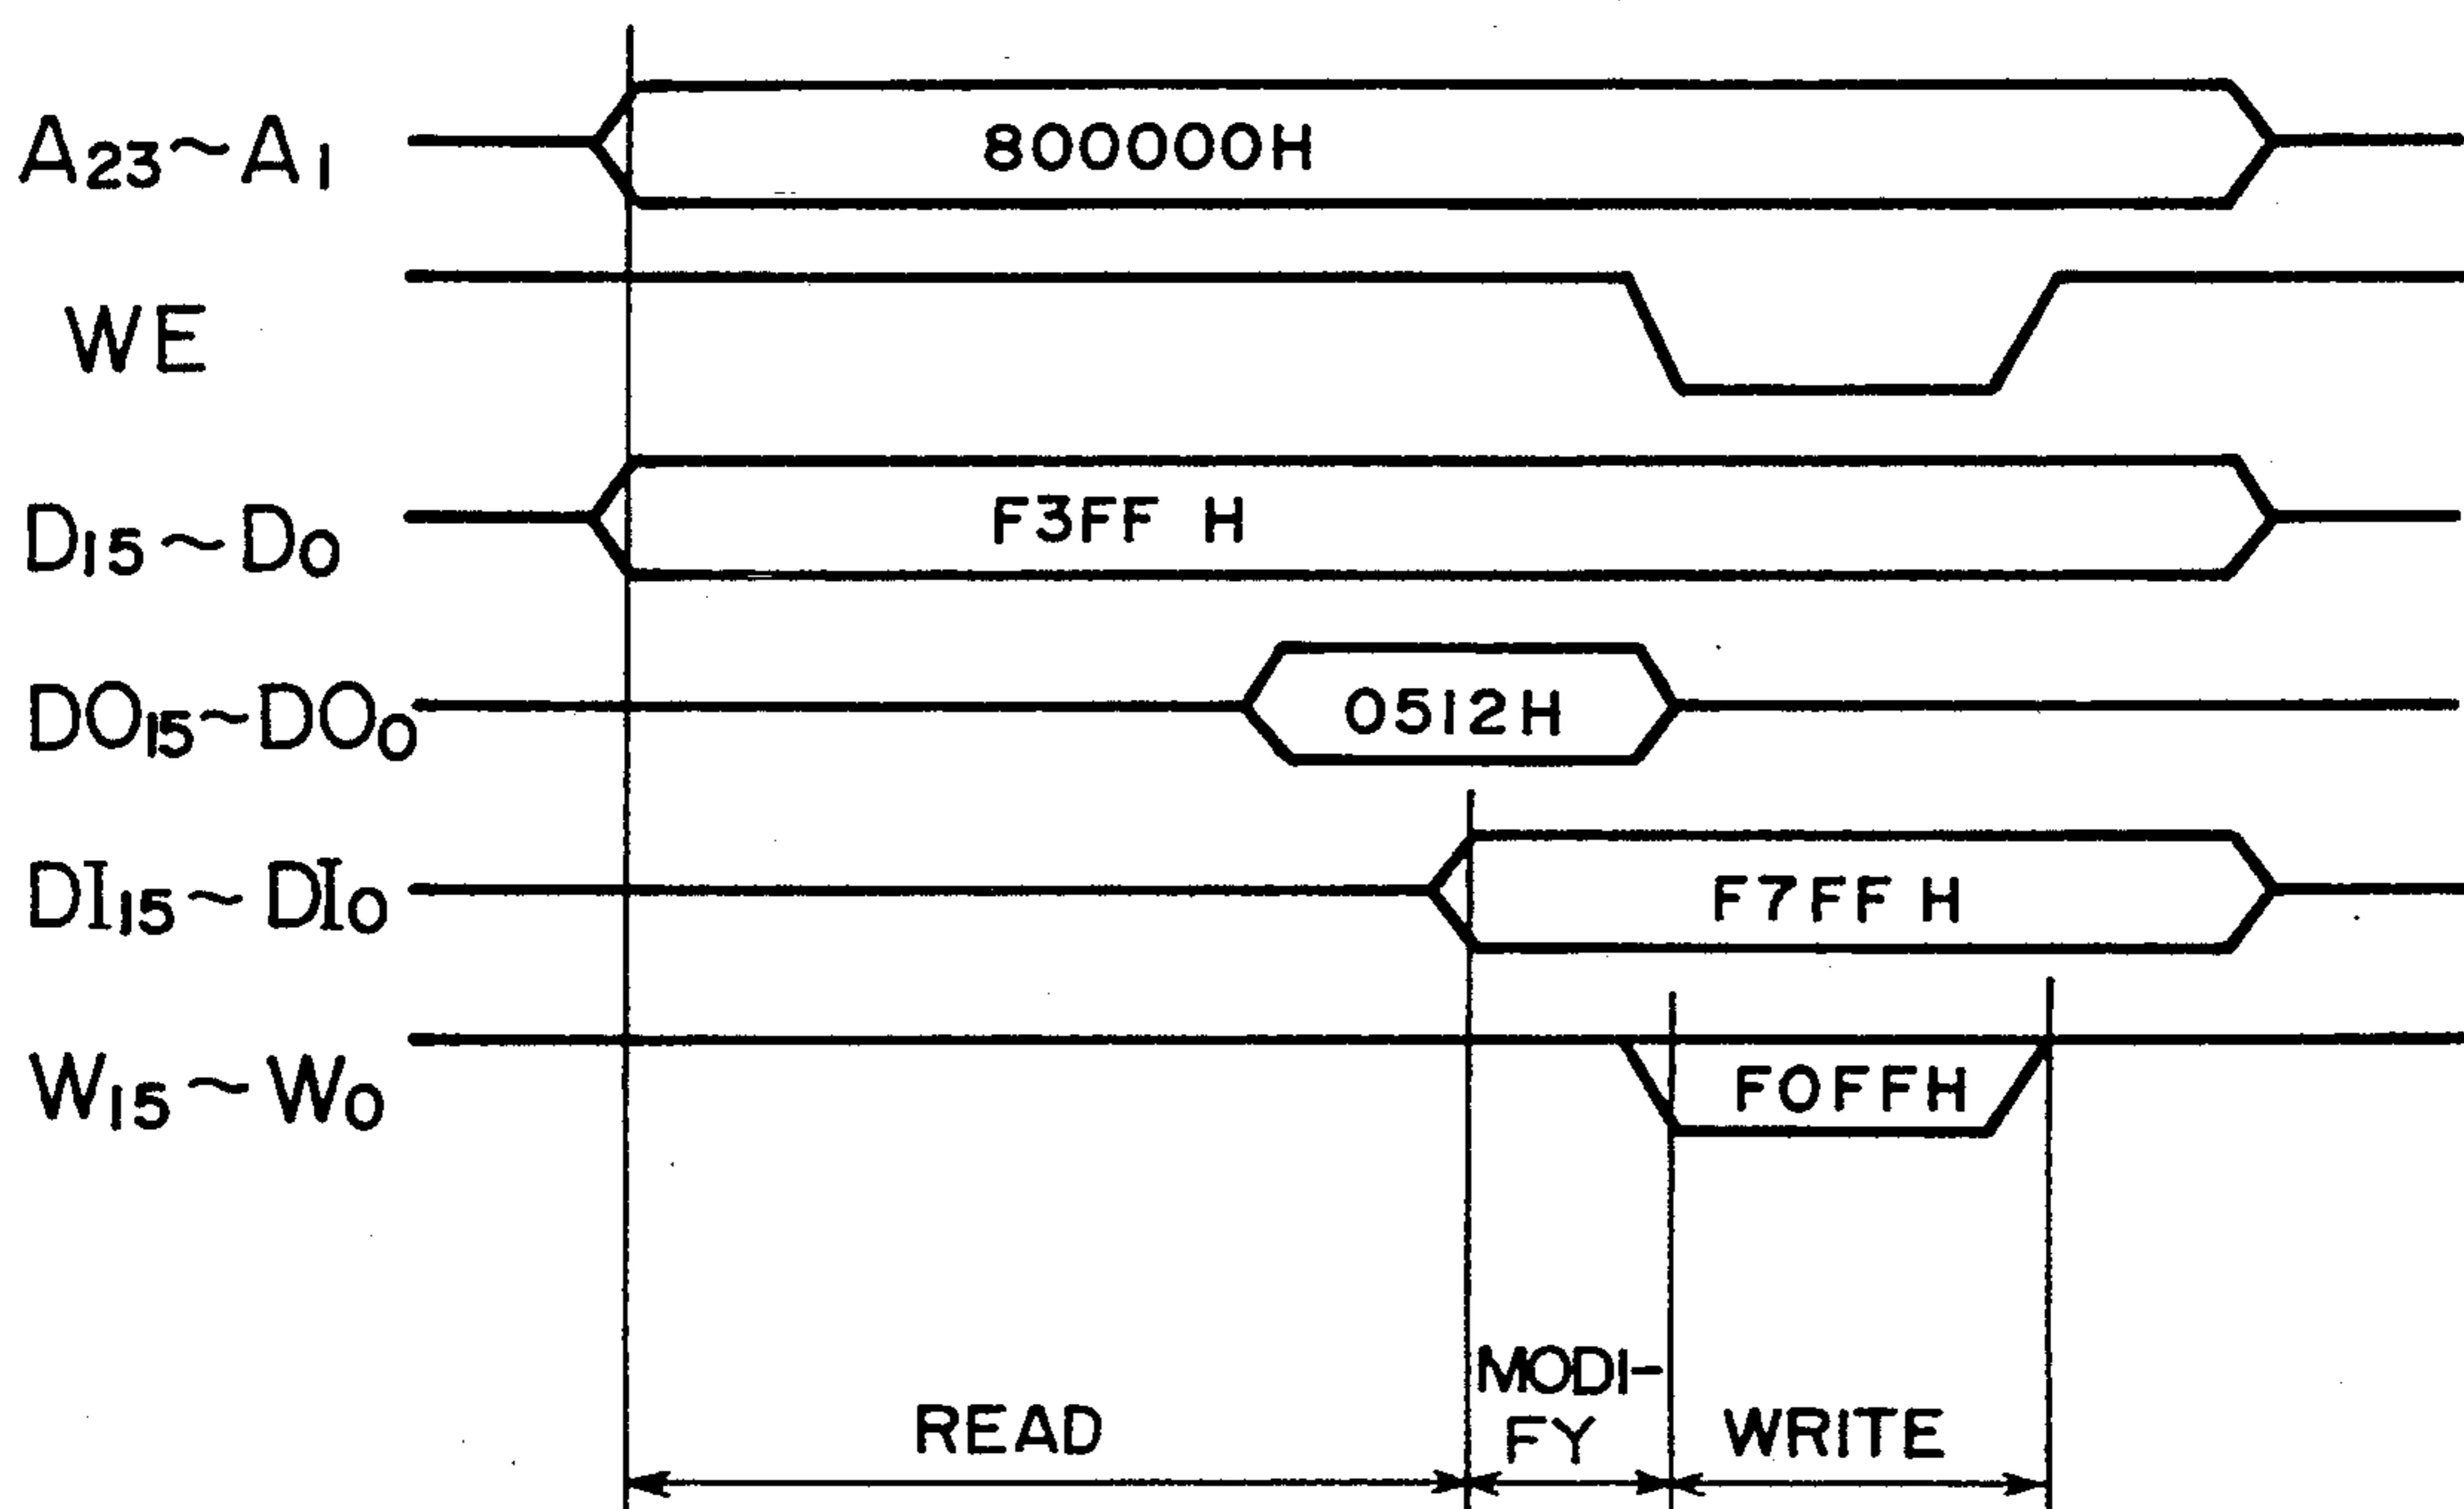 A23~A1 800000H
WE
D15~D0 F3FF H
DO15~DO0 0512H
DI15~DI0 F7FF H
W15~W0 F0FFH
READ
MODI-
FY
WRITE